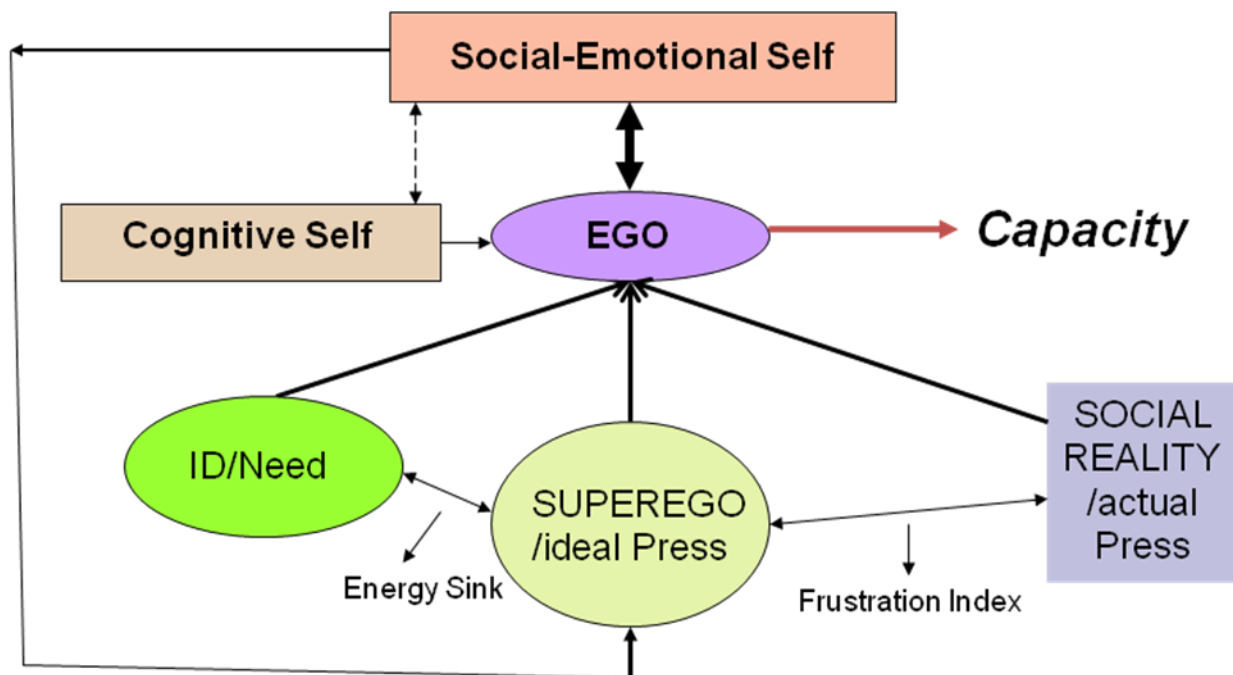 Social-Emotional Self
Cognitive Self
EGO
Capacity
ID/Need
SUPEREGO
/ideal Press
SOCIAL
REALITY
/actual
Press
Energy Sink
Frustration Index